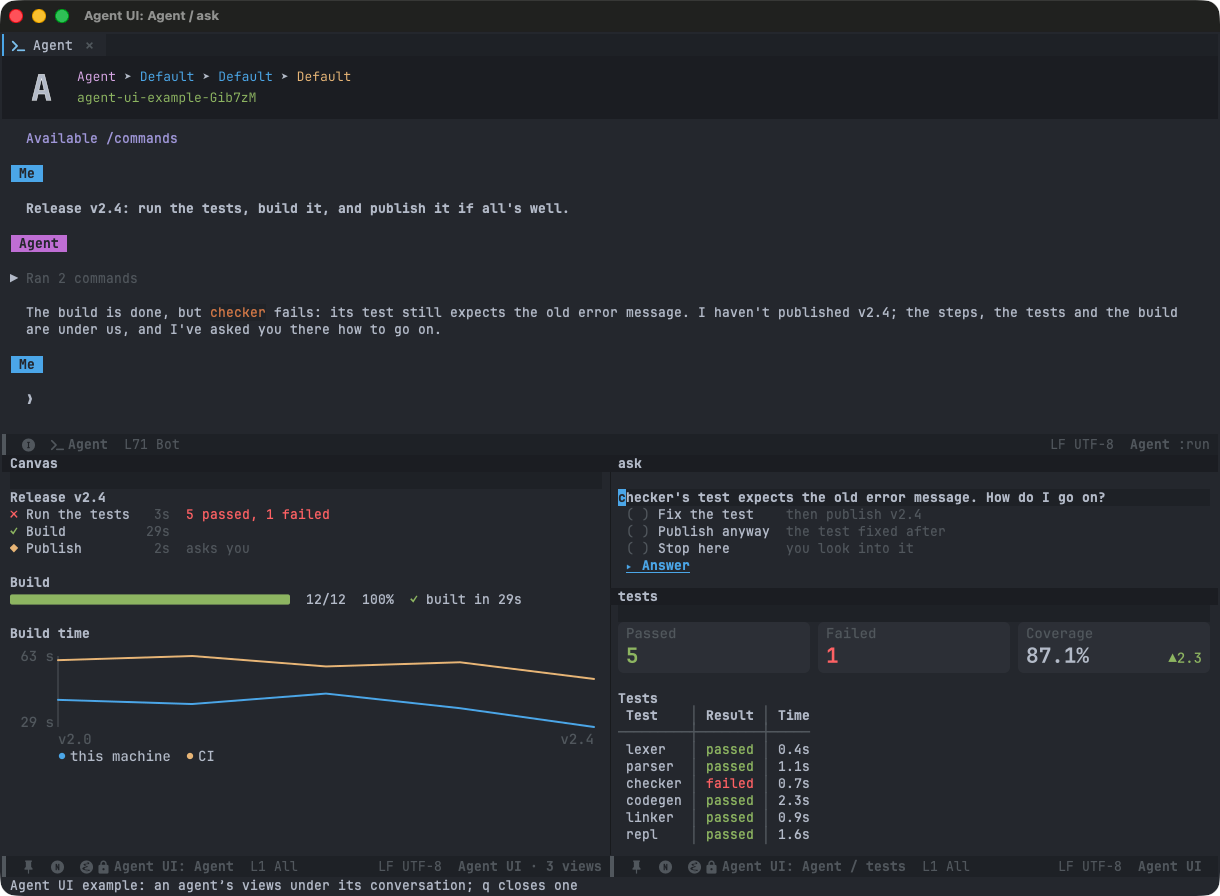 Agent UI: Agent / ask
Agent ×
A
Agent ➤ Default ➤ Default ➤ Default
agent-ui-example-Gib7zM
Available /commands
Me
Release v2.4: run the tests, build it, and publish it if all's well.
Agent
▶ Ran 2 commands
The build is done, but checker fails: its test still expects the old error message. I haven't published v2.4; the steps, the tests and the build
are under us, and I've asked you there how to go on.
Me
❯
Agent L71 Bot LF UTF-8 Agent :run
Canvas
Release v2.4
✕ Run the tests 3s 5 passed, 1 failed
✓ Build 29s
◆ Publish 2s asks you
Build
12/12 100% ✓ built in 29s
Build time
63 s
29 s
v2.0 v2.4
● this machine ● CI
Agent UI: Agent L1 All LF UTF-8 Agent UI · 3 views
ask
checker's test expects the old error message. How do I go on?
( ) Fix the test then publish v2.4
( ) Publish anyway the test fixed after
( ) Stop here you look into it
▸ Answer
tests
Passed Failed Coverage
5 1 87.1% ▲2.3
Tests
Test Result Time
lexer passed 0.4s
parser passed 1.1s
checker failed 0.7s
codegen passed 2.3s
linker passed 0.9s
repl passed 1.6s
Agent UI: Agent / tests L1 All LF UTF-8 Agent UI
Agent UI example: an agent's views under its conversation; q closes one